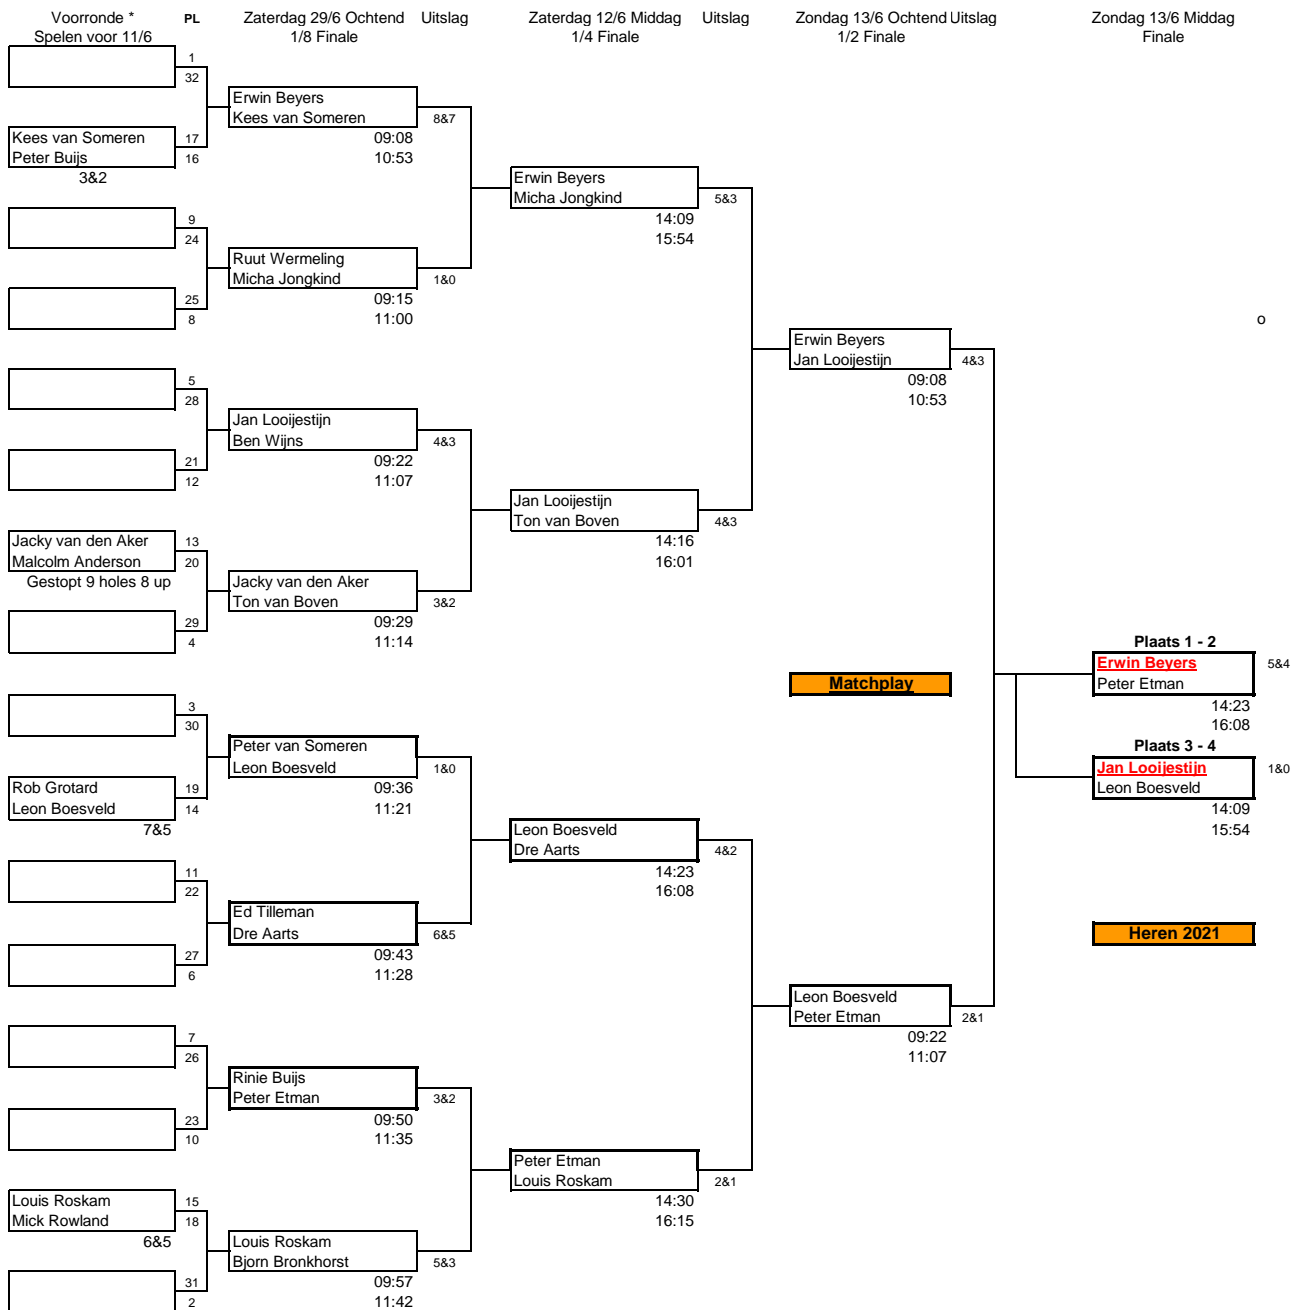 Voorronde * PL Zaterdag 29/6 Ochtend Uitslag Zaterdag 12/6 Middag Uitslag Zondag 13/6 Ochtend Uitslag Zondag 13/6 Middag
Spelen voor 11/6 1/8 Finale 1/4 Finale 1/2 Finale Finale
1
32
Erwin Beyers
Kees van Someren 8&7
Kees van Someren 17 09:08
Peter Buijs 16 10:53
3&2
Erwin Beyers
Micha Jongkind 5&3
9 14:09
24 15:54
Ruut Wermeling
Micha Jongkind 1&0
25 09:15
8 11:00 o
Erwin Beyers
Jan Looijestijn 4&3
5 09:08
28 10:53
Jan Looijestijn
Ben Wijns 4&3
21 09:22
12 11:07
Jan Looijestijn
Ton van Boven 4&3
Jacky van den Aker 13 14:16
Malcolm Anderson 20 16:01
Gestopt 9 holes 8 up
Jacky van den Aker
Ton van Boven 3&2
29 09:29
4 11:14
Plaats 1 - 2
Erwin Beyers 5&4
Matchplay Peter Etman
3 14:23
30 16:08
Peter van Someren Plaats 3 - 4
Leon Boesveld 1&0 Jan Looijestijn 1&0
Rob Grotard 19 09:36 Leon Boesveld
Leon Boesveld 14 11:21 14:09
7&5 15:54
Leon Boesveld
Dre Aarts 4&2
11 14:23
22 16:08
Ed Tilleman
Dre Aarts 6&5 Heren 2021
27 09:43
6 11:28
Leon Boesveld
Peter Etman 2&1
7 09:22
26 11:07
Rinie Buijs
Peter Etman 3&2
23 09:50
10 11:35
Peter Etman
Louis Roskam 2&1
Louis Roskam 15 14:30
Mick Rowland 18 16:15
6&5
Louis Roskam
Bjorn Bronkhorst 5&3
31 09:57
2 11:42